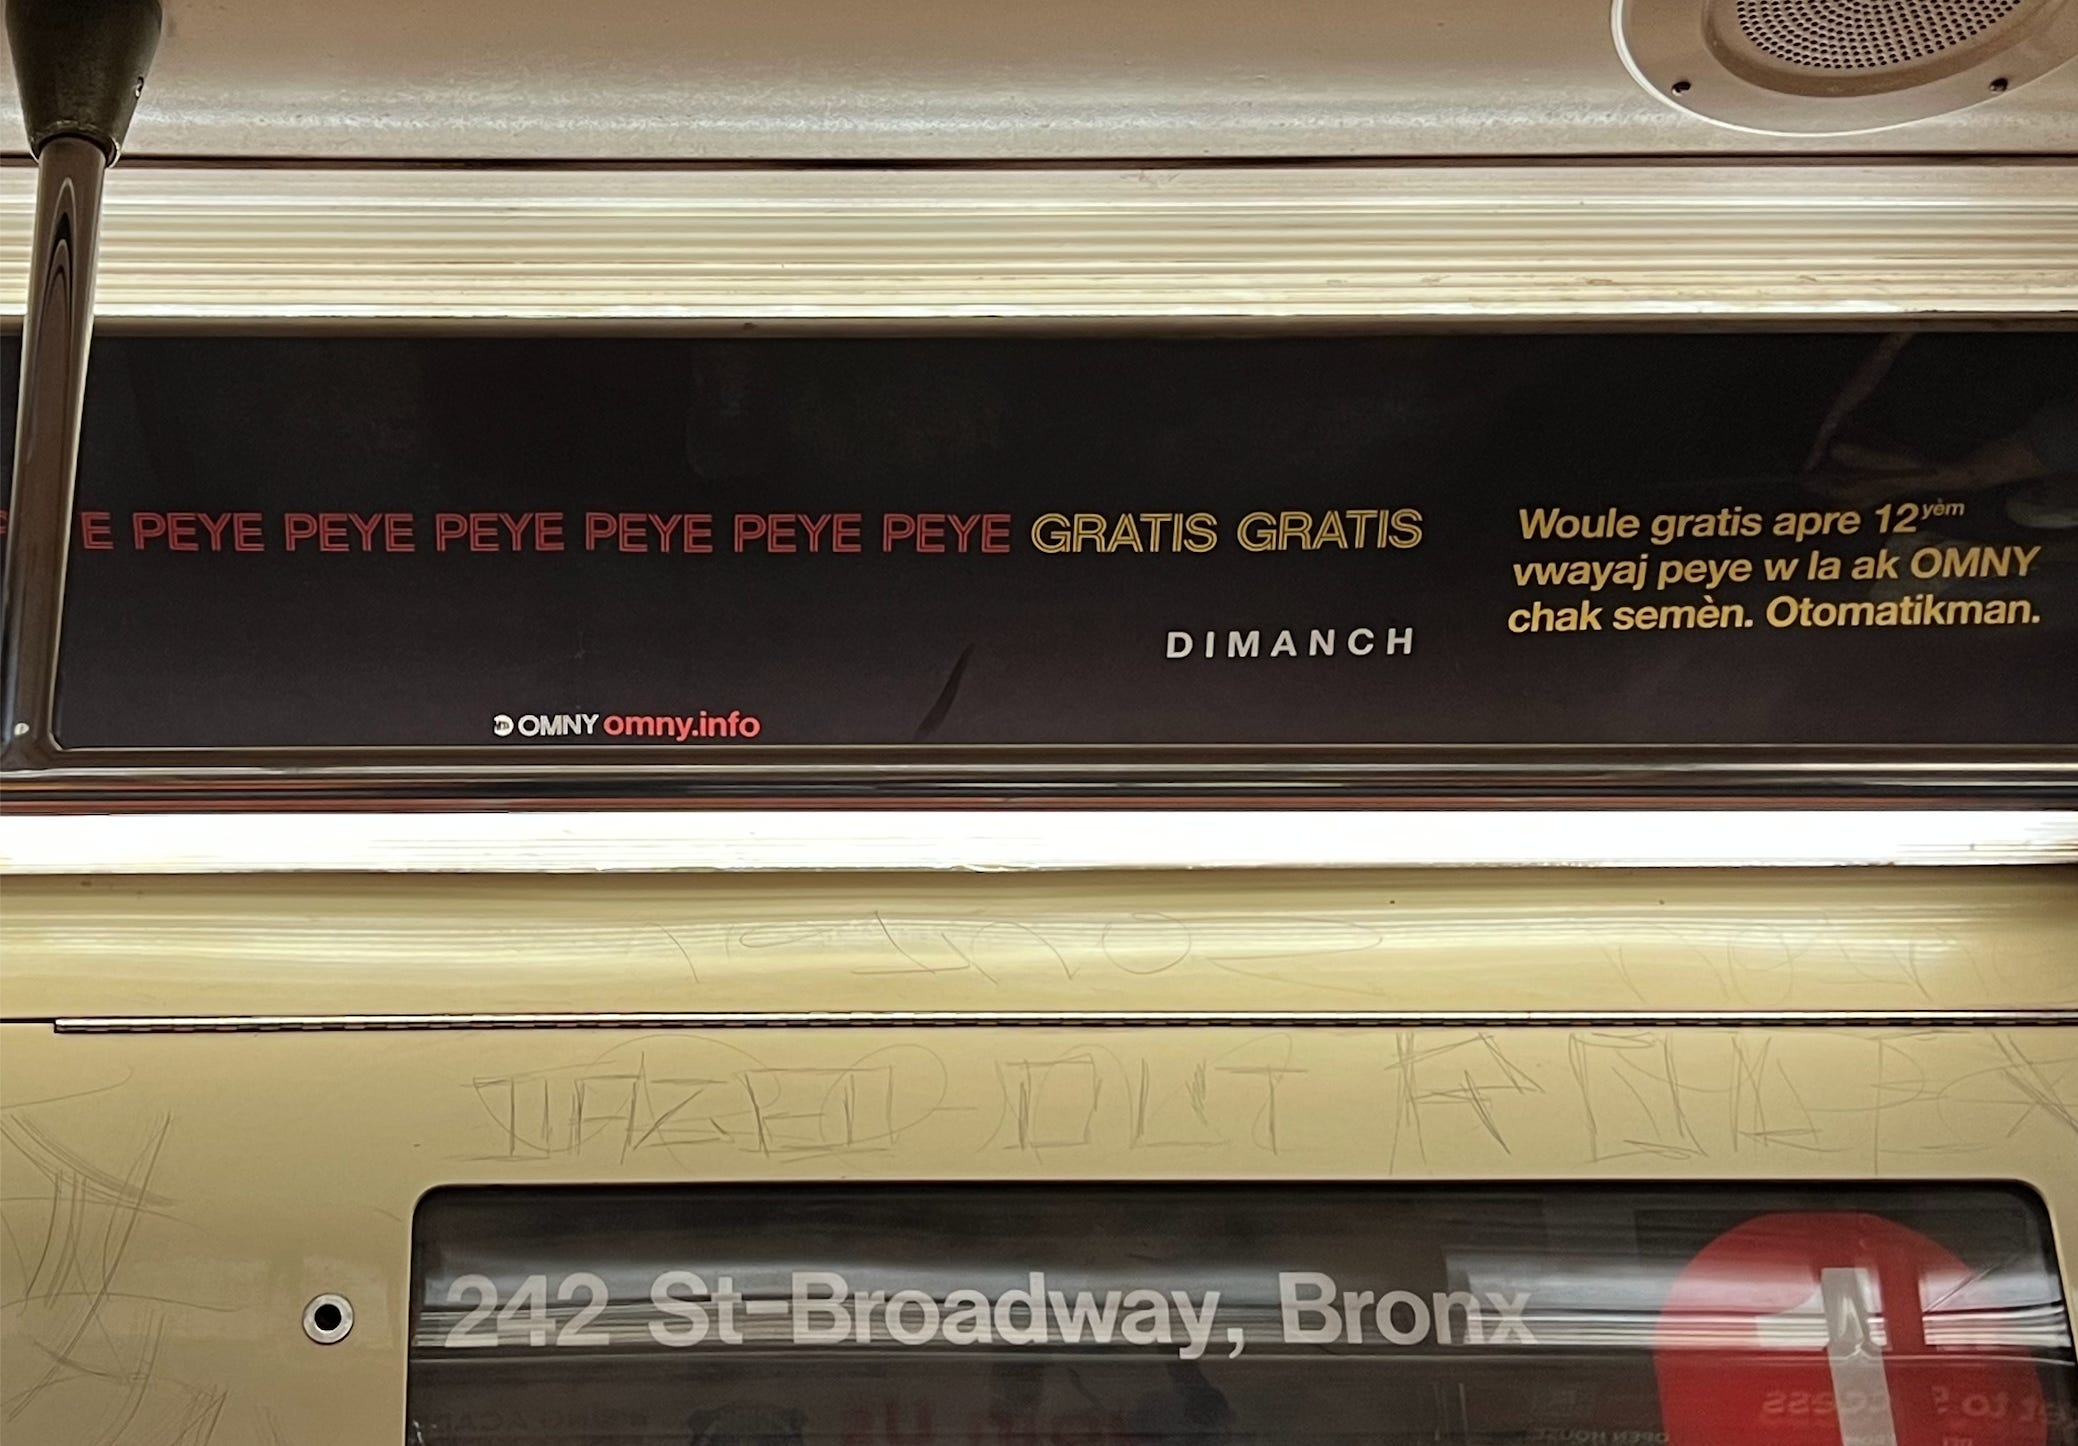 E PEYE PEYE PEYE PEYE PEYE PEYE GRATIS GRATIS
DIMANCH
Woule gratis apre 12yèm
vwayaj peye w la ak OMNY
chak semèn. Otomatikman.
OMNY omny.info
242 St-Broadway, Bronx
1